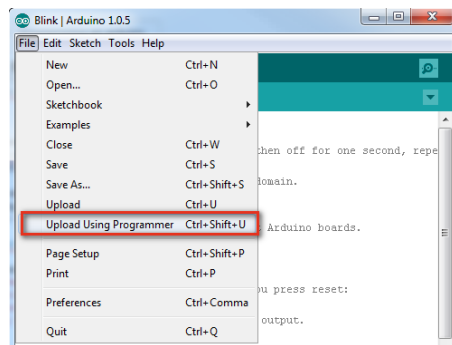 Blink | Arduino 1.0.5
File Edit Sketch Tools Help
New Ctrl+N
Open... Ctrl+O
Sketchbook
Examples
Close Ctrl+W
then off for one second, repe
Save Ctrl+S
Save As... Ctrl+Shift+S
domain.
Upload Ctrl+U
Upload Using Programmer Ctrl+Shift+U
Arduino boards.
Page Setup Ctrl+Shift+P
Print Ctrl+P
ou press reset:
Preferences Ctrl+Comma
output.
Quit Ctrl+Q